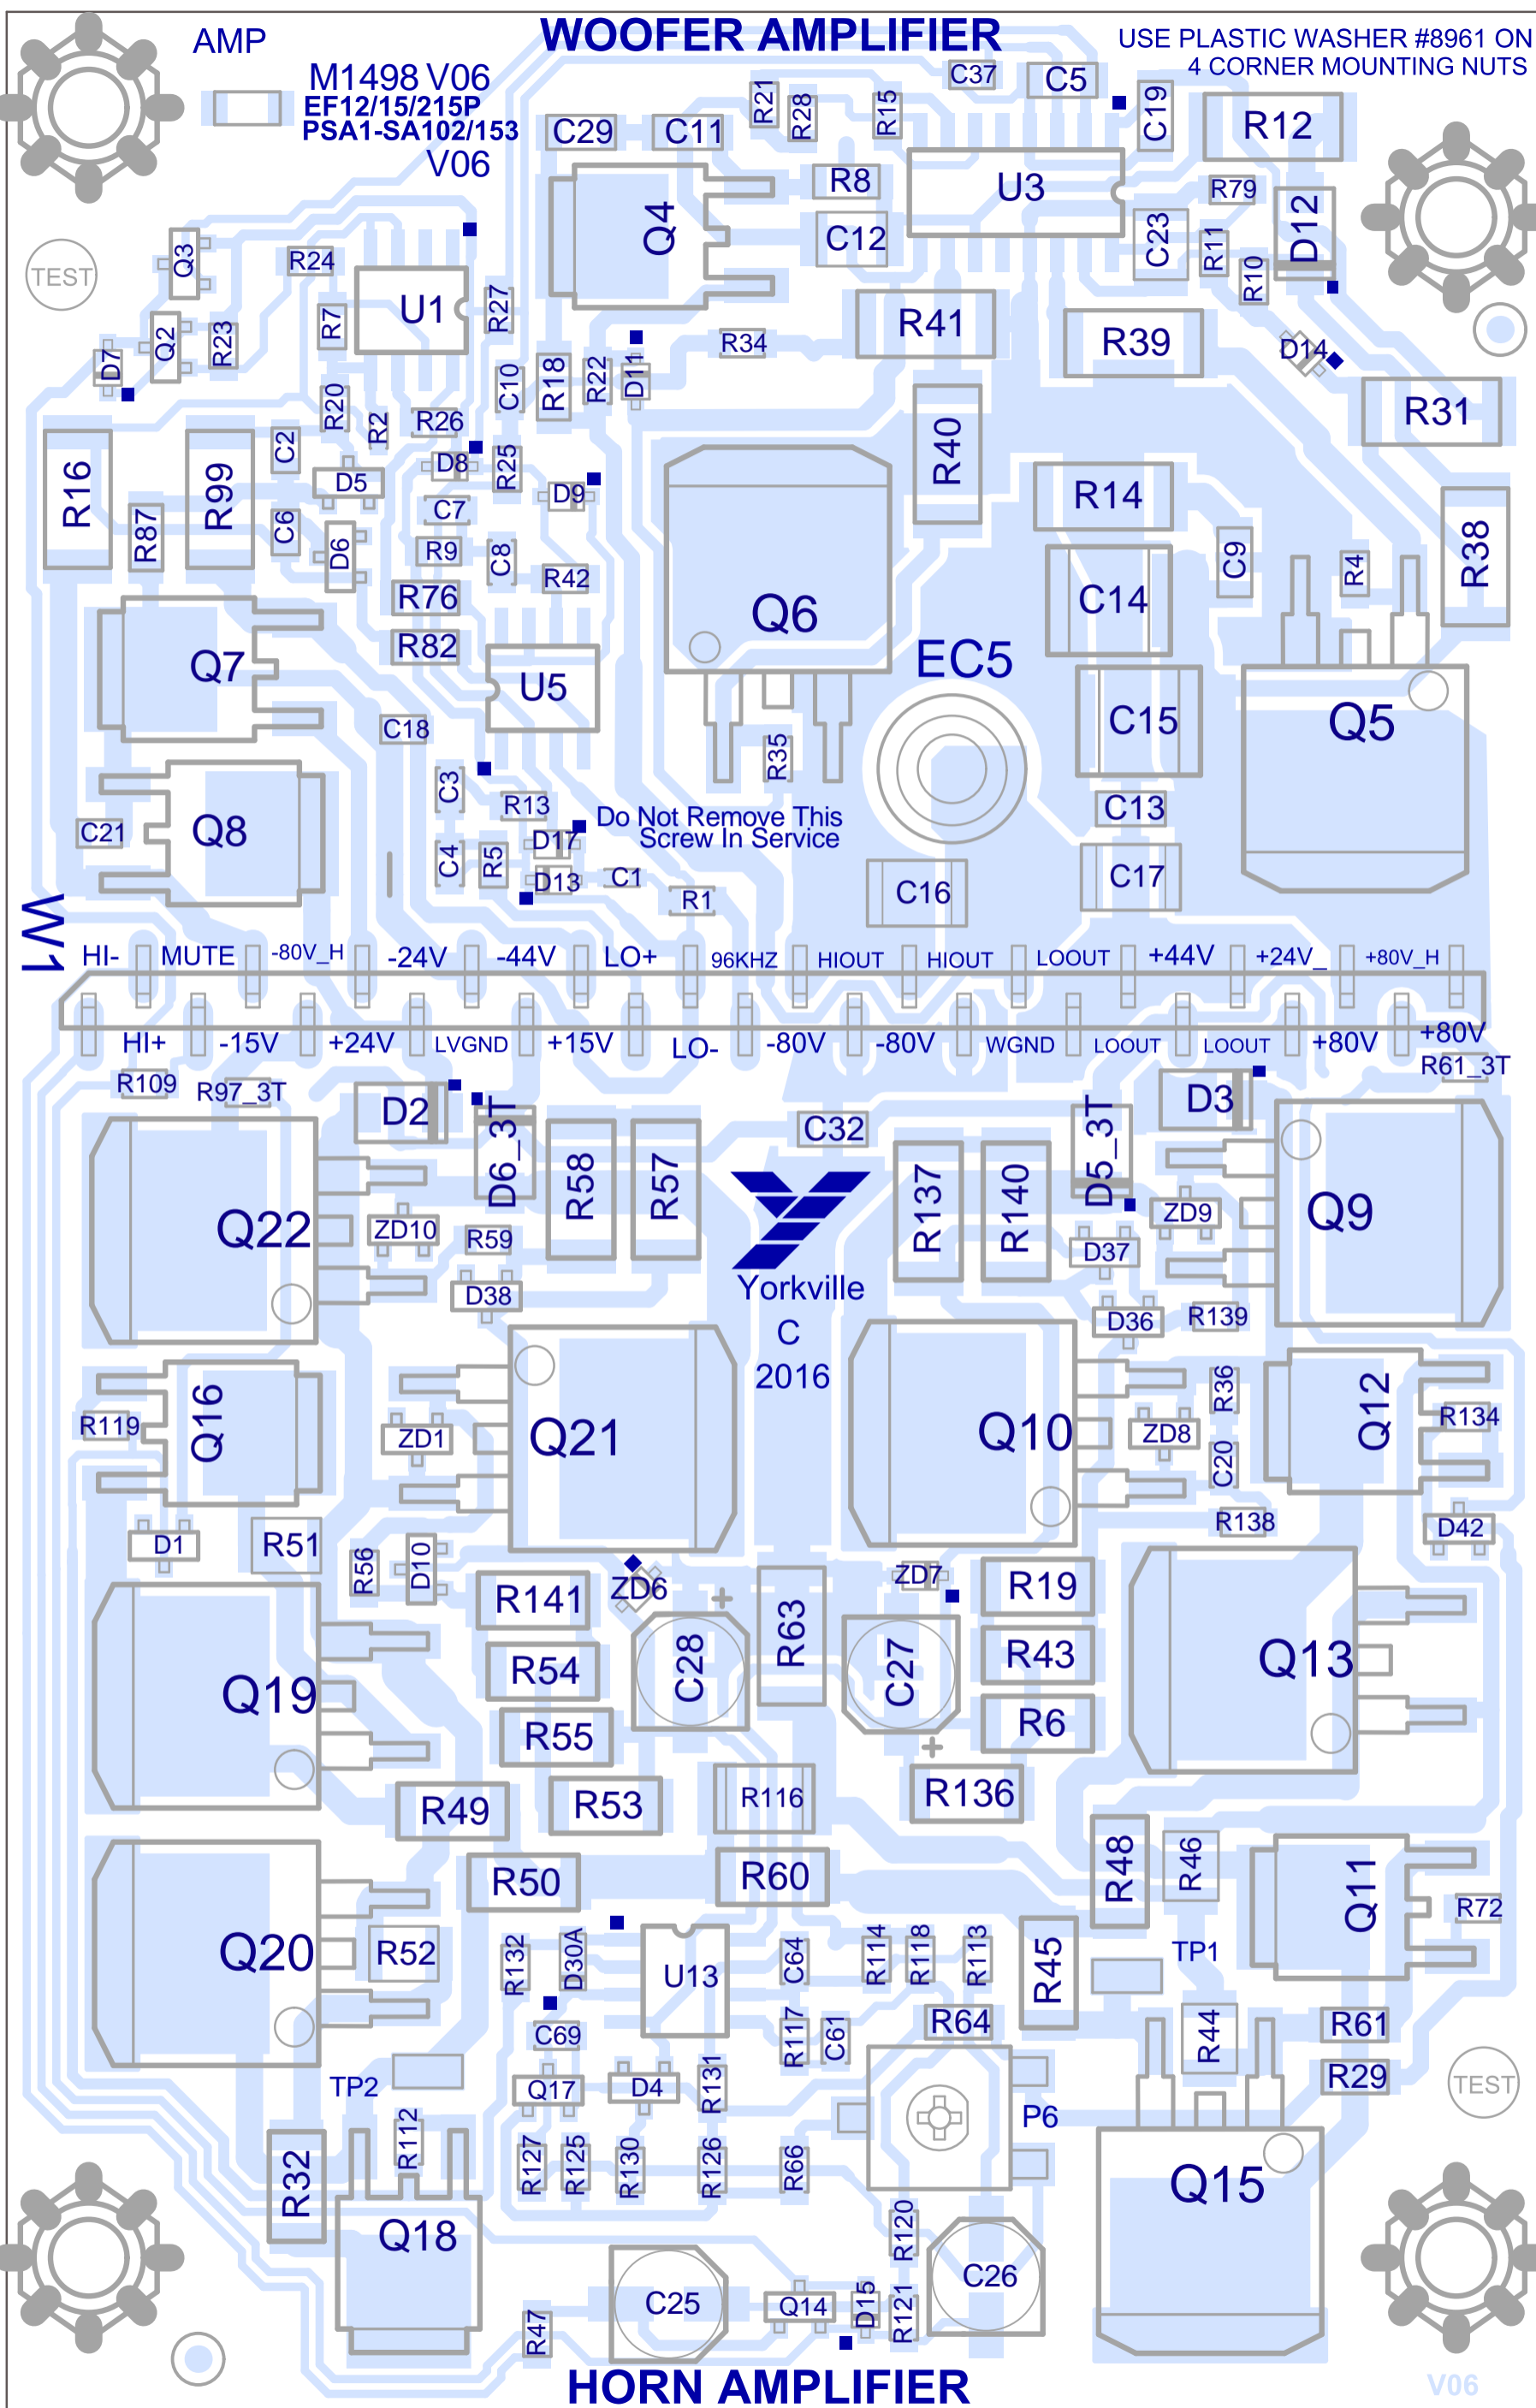 WOOFER AMPLIFIER
AMP
USE PLASTIC WASHER #8961 ON
4 CORNER MOUNTING NUTS
M1498 V06
EF12/15/215P
PSA1-SA102/153
V06
C37
C5
R21
R28
R15
C19
R12
C29
C11
R8
U3
R79
Q4
C12
C23
R11
D12
R10
Q3
R24
TEST
U1
R27
R7
Q2
R23
D7
R41
R39
R34
D14
C10
R18
R22
D11
R31
R20
R2
R26
C2
R40
R16
R99
D8
R25
D5
D9
R14
C7
R87
C6
D6
R9
C8
R42
C9
R4
R38
R76
C14
Q6
R82
Q7
U5
EC5
C18
C15
Q5
R35
C3
R13
C13
Do Not Remove This
Screw In Service
C21
Q8
D17
C4
R5
D13
C1
R1
C16
C17
W1
HI-
MUTE
-80V_H
-24V
-44V
LO+
96KHZ
HIOUT
HIOUT
LOOUT
+44V
+24V_
+80V_H
HI+
-15V
+24V
LVGND
+15V
LO-
-80V
-80V
WGND
LOOUT
LOOUT
+80V
+80V
R109
R97_3T
R61_3T
D2
D6_3T
C32
D5_3T
D3
R58
R57
R137
R140
Q22
ZD10
R59
ZD9
Q9
D37
D38
Yorkville
D36
R139
C
2016
R36
Q16
Q12
R119
R134
ZD1
Q21
Q10
ZD8
C20
D1
R51
R138
D42
R56
D10
ZD6
ZD7
R141
R19
R63
C28
C27
R54
R43
Q13
Q19
R55
R6
R49
R53
R116
R136
R50
R60
R48
R46
Q11
R72
Q20
R52
R132
D30A
U13
C64
R114
R118
R113
R45
TP1
C69
R117
C61
R64
R44
R61
TP2
Q17
D4
R131
R29
TEST
P6
R112
R32
R127
R125
R130
R126
R66
Q15
Q18
R120
C25
C26
R47
Q14
D15
R121
HORN AMPLIFIER
V06